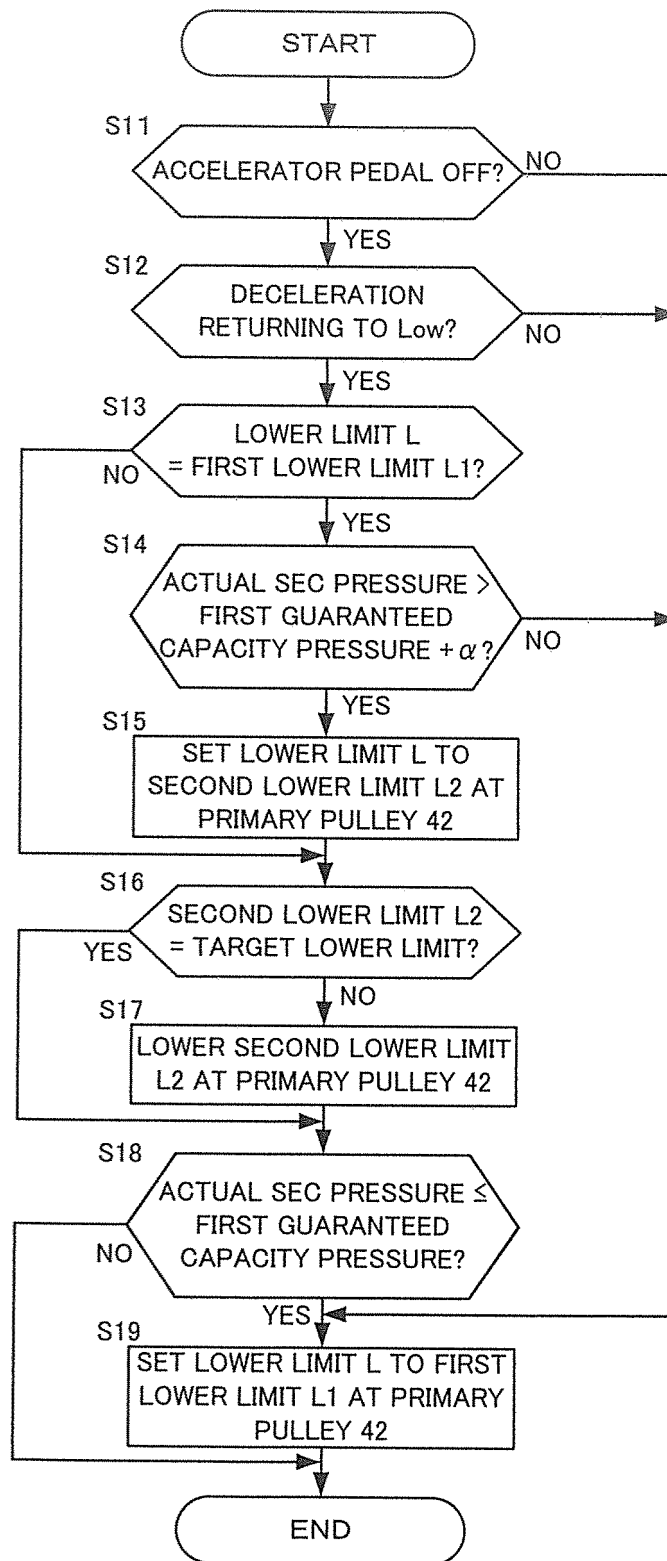 START
S11
ACCELERATOR PEDAL OFF?
NO
YES
S12
DECELERATION
RETURNING TO Low?
NO
YES
S13
LOWER LIMIT L
= FIRST LOWER LIMIT L1?
NO
YES
S14
ACTUAL SEC PRESSURE >
FIRST GUARANTEED
CAPACITY PRESSURE + α?
NO
YES
S15
SET LOWER LIMIT L TO
SECOND LOWER LIMIT L2 AT
PRIMARY PULLEY 42
S16
SECOND LOWER LIMIT L2
= TARGET LOWER LIMIT?
YES
NO
S17
LOWER SECOND LOWER LIMIT
L2 AT PRIMARY PULLEY 42
S18
ACTUAL SEC PRESSURE ≤
FIRST GUARANTEED
CAPACITY PRESSURE?
NO
YES
S19
SET LOWER LIMIT L TO FIRST
LOWER LIMIT L1 AT PRIMARY
PULLEY 42
END